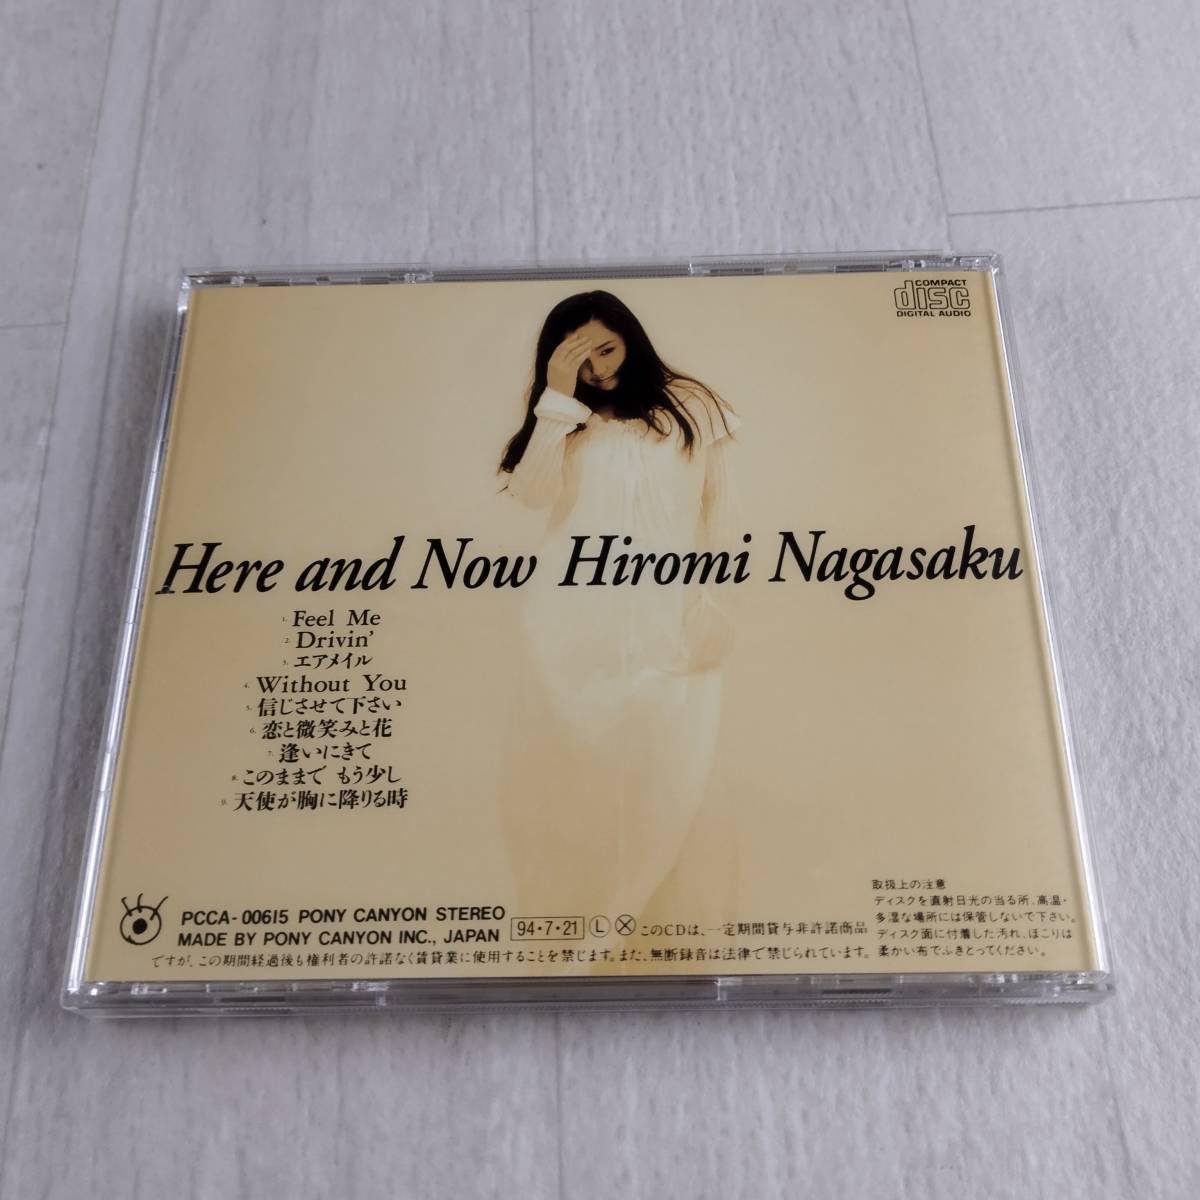 COMPACT
disc
DIGITAL AUDIO
Here and Now Hiromi Nagasaku
1. Feel Me
2. Drivin'
3. エアメイル
4. Without You
5. 信じさせて下さい
6. 恋と微笑みと花
7. 逢いにきて
8. このままで もう少し
9. 天使が胸に降りる時
PCCA-00615 PONY CANYON STEREO
MADE BY PONY CANYON INC., JAPAN
94・7・21 Ⓛ Ⓧ このCDは、一定期間貸与非許諾商品
ですが、この期間経過後も権利者の許諾なく賃貸業に使用することを禁じます。また、無断録音は法律で禁じられています。
取扱上の注意
ディスクを直射日光の当る所、高温・
多湿な場所には保管しないで下さい。
ディスク面に付着した汚れ、ほこりは
柔かい布でふきとってください。